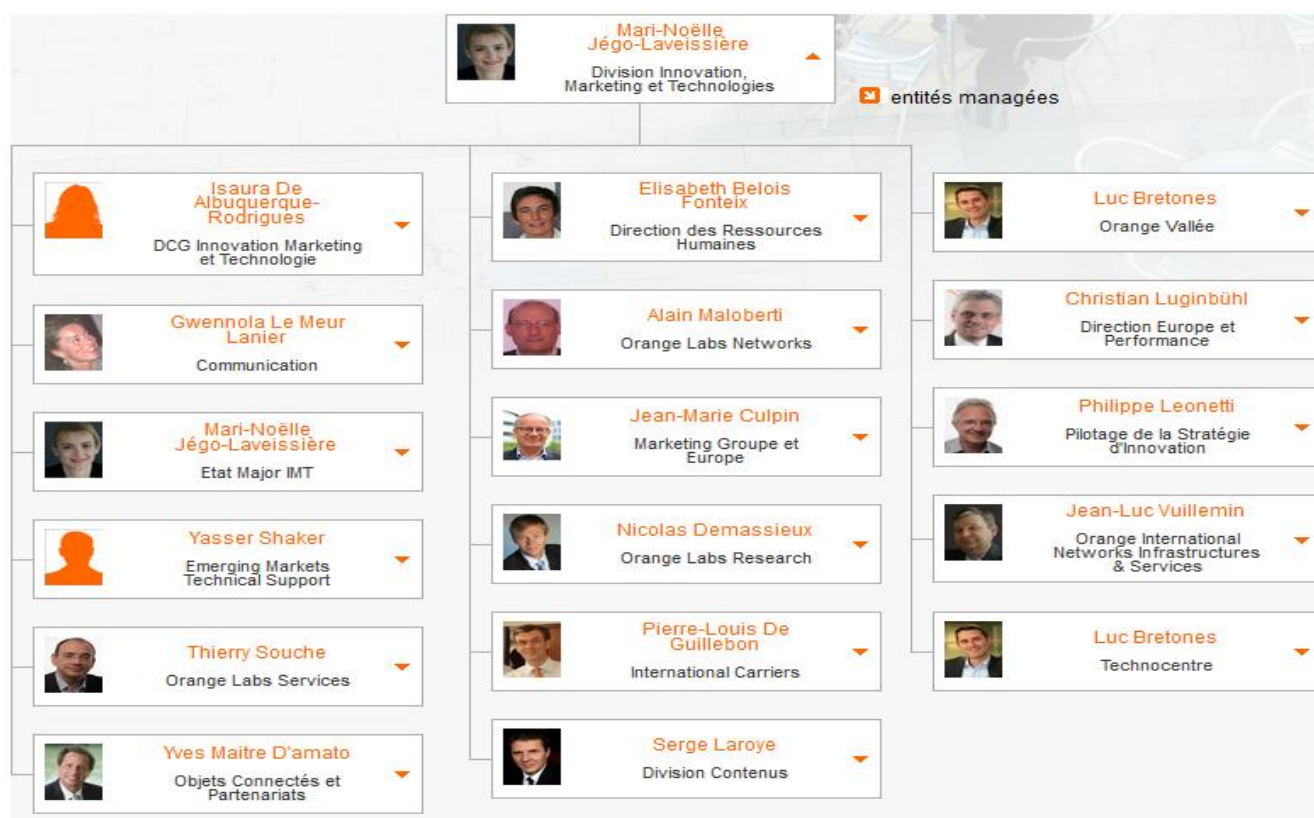 Mari-Noëlle
Jégo-Laveissière
Division Innovation,
Marketing et Technologies
entités managées
Isaura De
Albuquerque-
Rodrigues
DCG Innovation Marketing
et Technologie
Gwennola Le Meur
Lanier
Communication
Mari-Noëlle
Jégo-Laveissière
Etat Major IMT
Yasser Shaker
Emerging Markets
Technical Support
Thierry Souche
Orange Labs Services
Yves Maitre D'amato
Objets Connectés et
Partenariats
Elisabeth Belois
Fonteix
Direction des Ressources
Humaines
Alain Maloberti
Orange Labs Networks
Jean-Marie Culpin
Marketing Groupe et
Europe
Nicolas Demassieux
Orange Labs Research
Pierre-Louis De
Guillebon
International Carriers
Serge Laroye
Division Contenus
Luc Bretones
Orange Vallée
Christian Luginbühl
Direction Europe et
Performance
Philippe Leonetti
Pilotage de la Stratégie
d'Innovation
Jean-Luc Vuillemin
Orange International
Networks Infrastructures
& Services
Luc Bretones
Technocentre